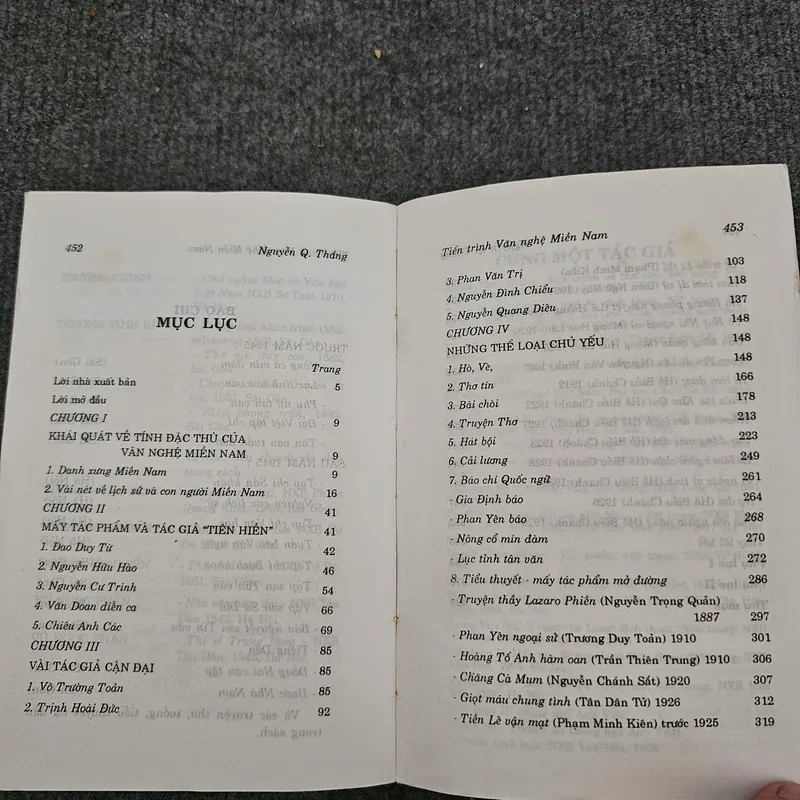 452
Nguyễn Q. Thắng
MỤC LỤC
Trang
Lời nhà xuất bản 5
Lời mở đầu
CHƯƠNG I 9
KHÁI QUÁT VỀ TÍNH ĐẶC THÙ CỦA
VĂN NGHỆ MIỀN NAM 9
1. Danh xưng Miền Nam 9
2. Vài nét về lịch sử và con người Miền Nam 16
CHƯƠNG II 41
MẤY TÁC PHẨM VÀ TÁC GIẢ "TIÊN HIỀN" 41
1. Đào Duy Từ 42
2. Nguyễn Hữu Hào 46
3. Nguyễn Cư Trinh 54
4. Văn Doan diễn ca 66
5. Chiêu Anh Các 69
CHƯƠNG III 85
VÀI TÁC GIẢ CẬN ĐẠI 85
1. Võ Trường Toản 85
2. Trịnh Hoài Đức 92
Tiến trình Văn nghệ Miền Nam 453
3. Phan Văn Trị 103
4. Nguyễn Đình Chiểu 118
5. Nguyễn Quang Diêu 137
CHƯƠNG IV 148
NHỮNG THỂ LOẠI CHỦ YẾU 148
1. Hò, Vè, 148
2. Thơ tín 166
3. Bài chòi 178
4. Truyện Thơ 213
5. Hát bội 223
6. Cải lương 249
7. Báo chí Quốc ngữ 261
- Gia Định báo 264
- Phan Yên báo 268
- Nông cổ mín đàm 270
- Lục tỉnh tân văn 272
8. Tiểu thuyết - mấy tác phẩm mở đường 286
- Truyện thầy Lazaro Phiền (Nguyễn Trọng Quản)
1887 297
- Phan Yên ngoại sử (Trương Duy Toản) 1910 301
- Hoàng Tố Anh hàm oan (Trần Thiên Trung) 1910 306
- Chăng Cà Mum (Nguyễn Chánh Sắt) 1920 307
- Giọt máu chung tình (Tân Dân Tử) 1926 312
- Tiền Lê vận mạt (Phạm Minh Kiên) trước 1925 319